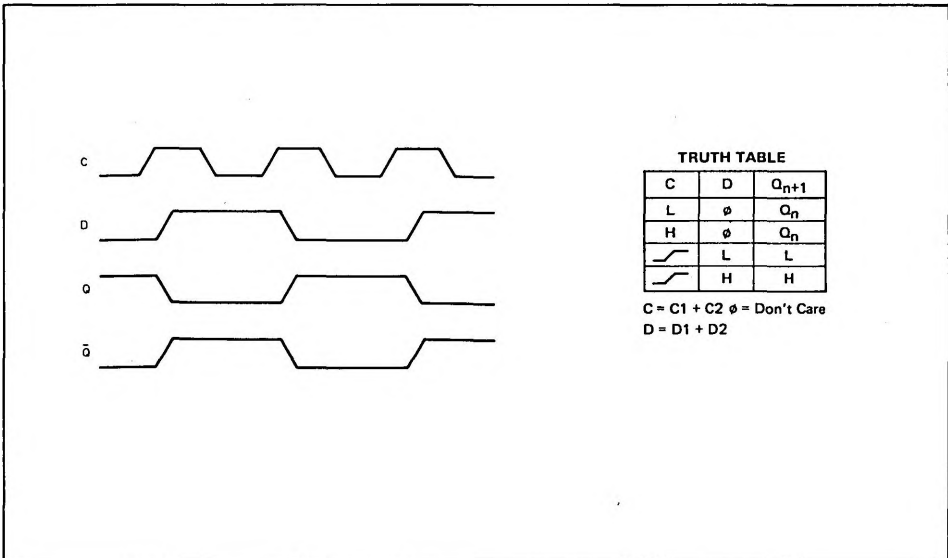 C
D
Q
Q̄
TRUTH TABLE
C D Qn+1
L ø Qn
H ø Qn
L L
H H
C = C1 + C2 ø = Don't Care
D = D1 + D2